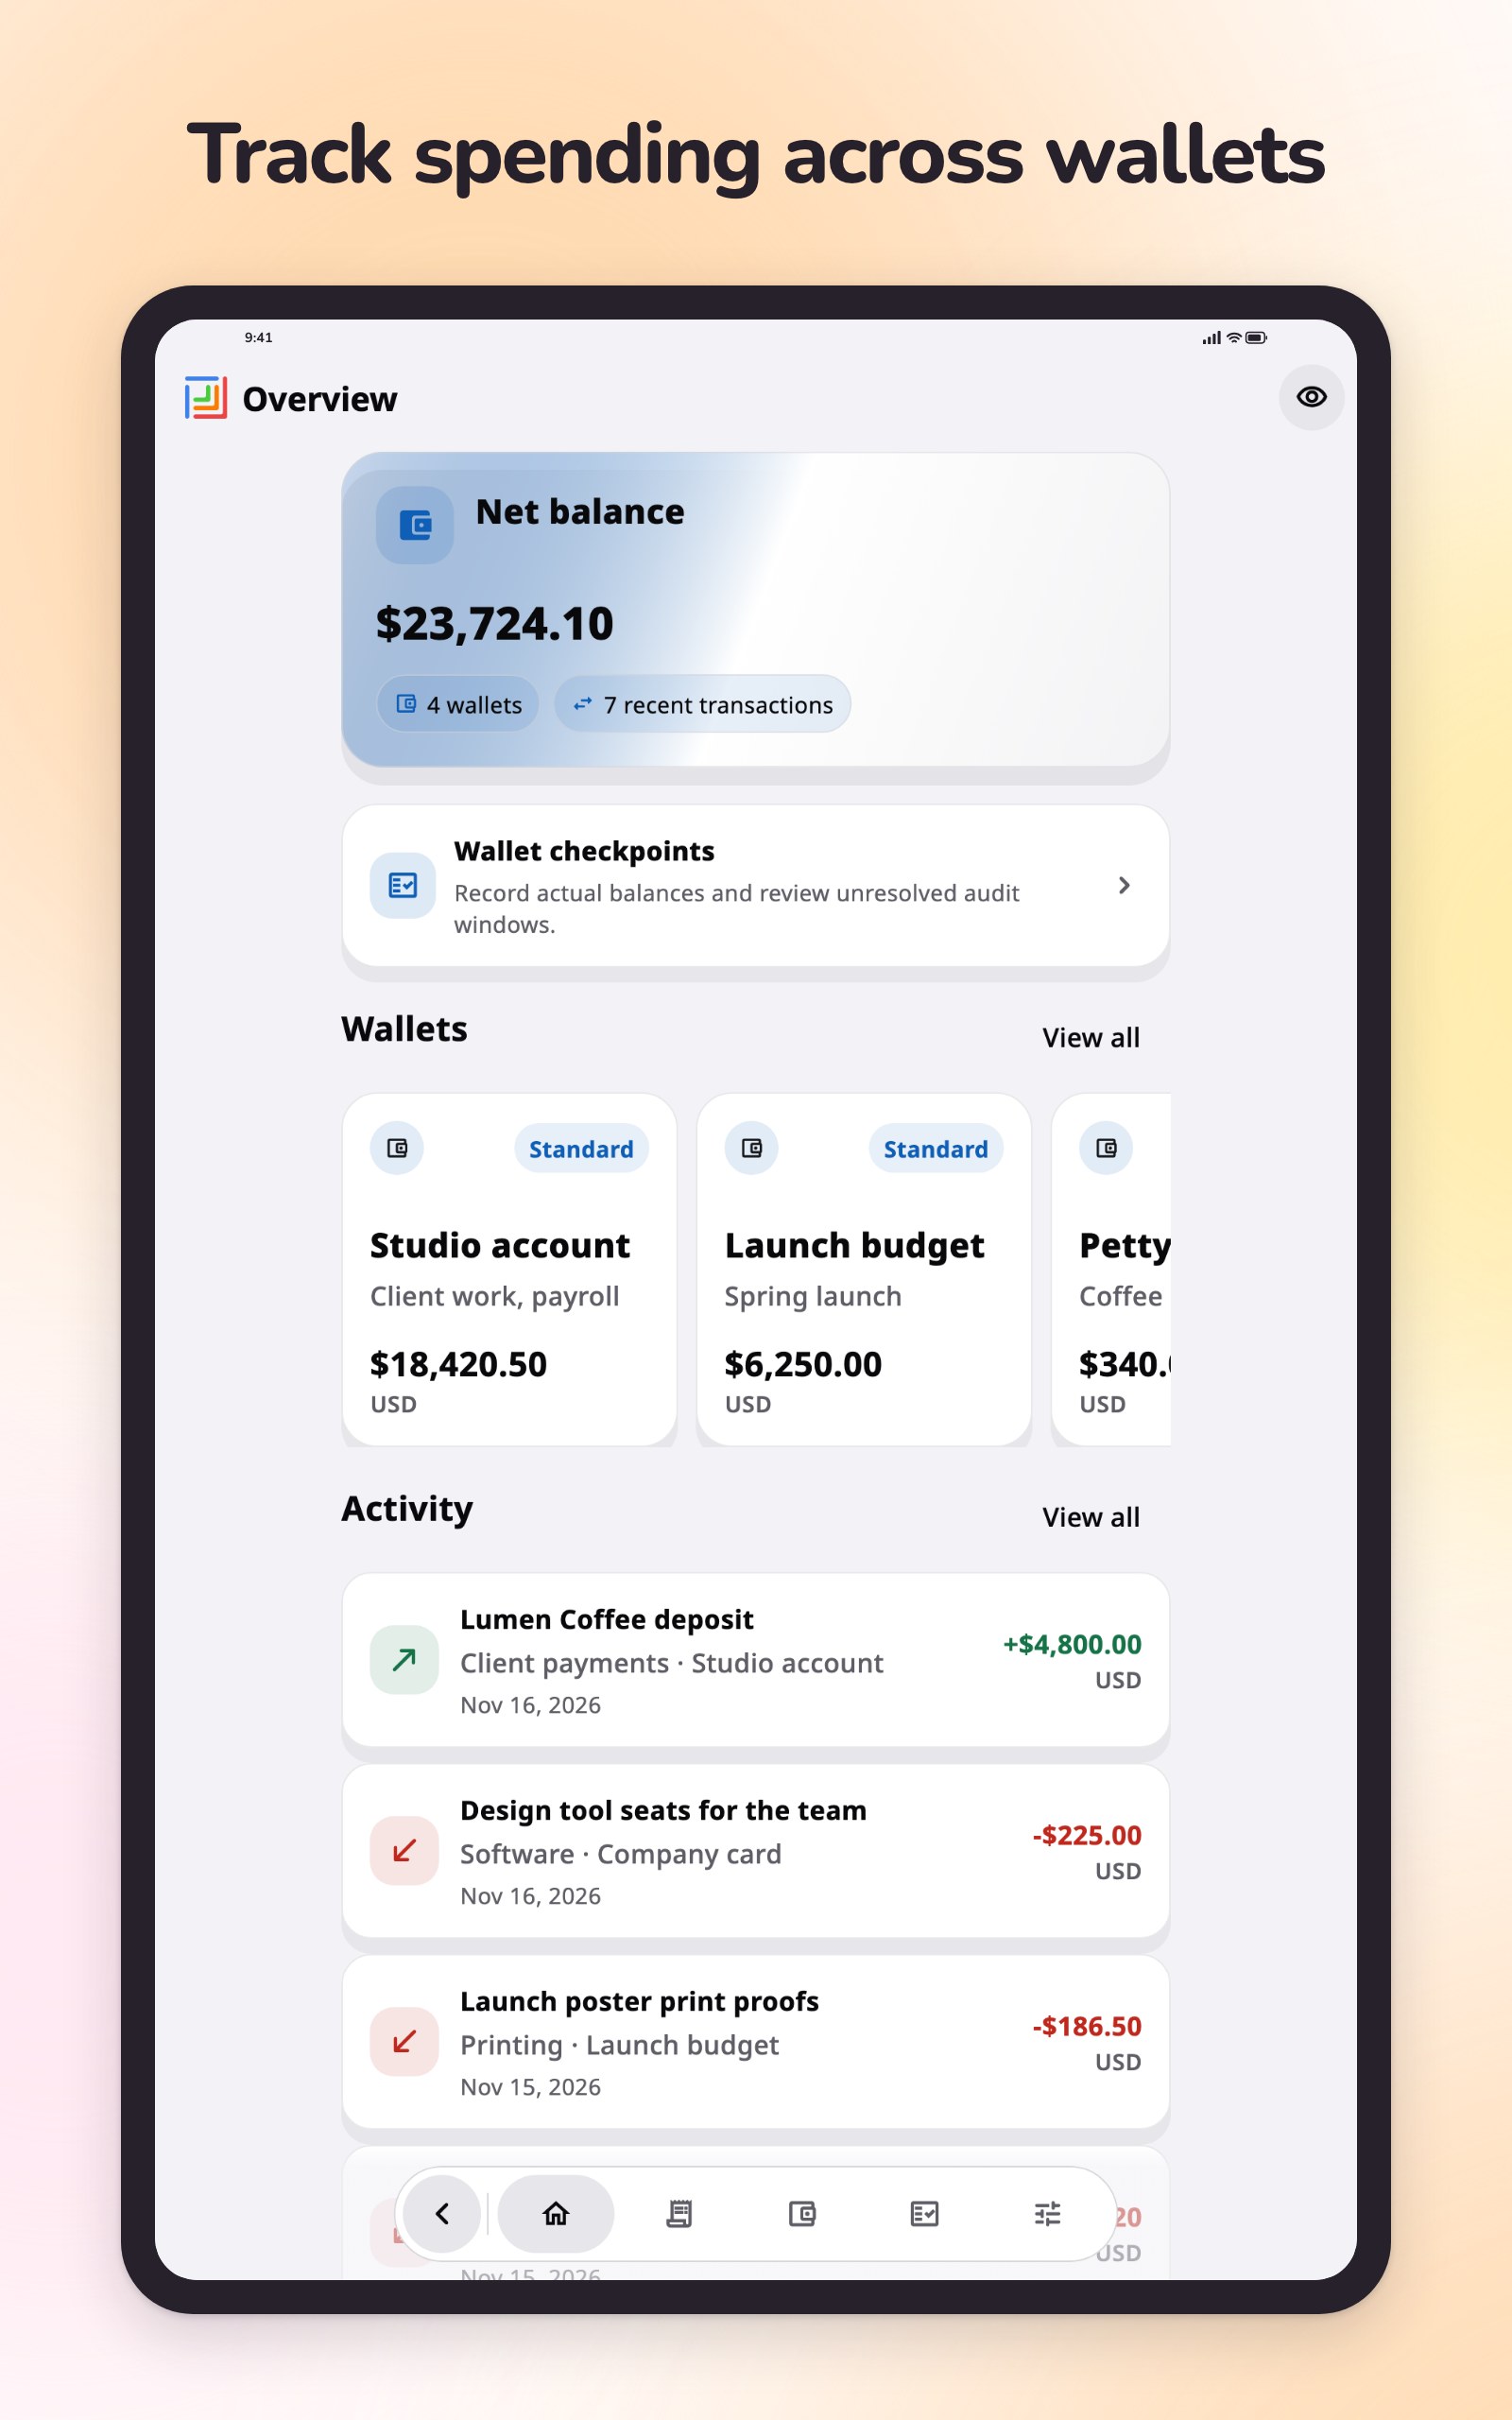 Track spending across wallets
9:41
Overview
Net balance
$23,724.10
4 wallets
7 recent transactions
Wallet checkpoints
Record actual balances and review unresolved audit
windows.
Wallets
View all
Standard
Standard
Studio account
Launch budget
Petty
Client work, payroll
Spring launch
Coffee
$18,420.50
$6,250.00
$340.
USD
USD
USD
Activity
View all
Lumen Coffee deposit
Client payments · Studio account
Nov 16, 2026
+$4,800.00
USD
Design tool seats for the team
Software · Company card
Nov 16, 2026
-$225.00
USD
Launch poster print proofs
Printing · Launch budget
Nov 15, 2026
-$186.50
USD
20
USD
Nov 15, 2026